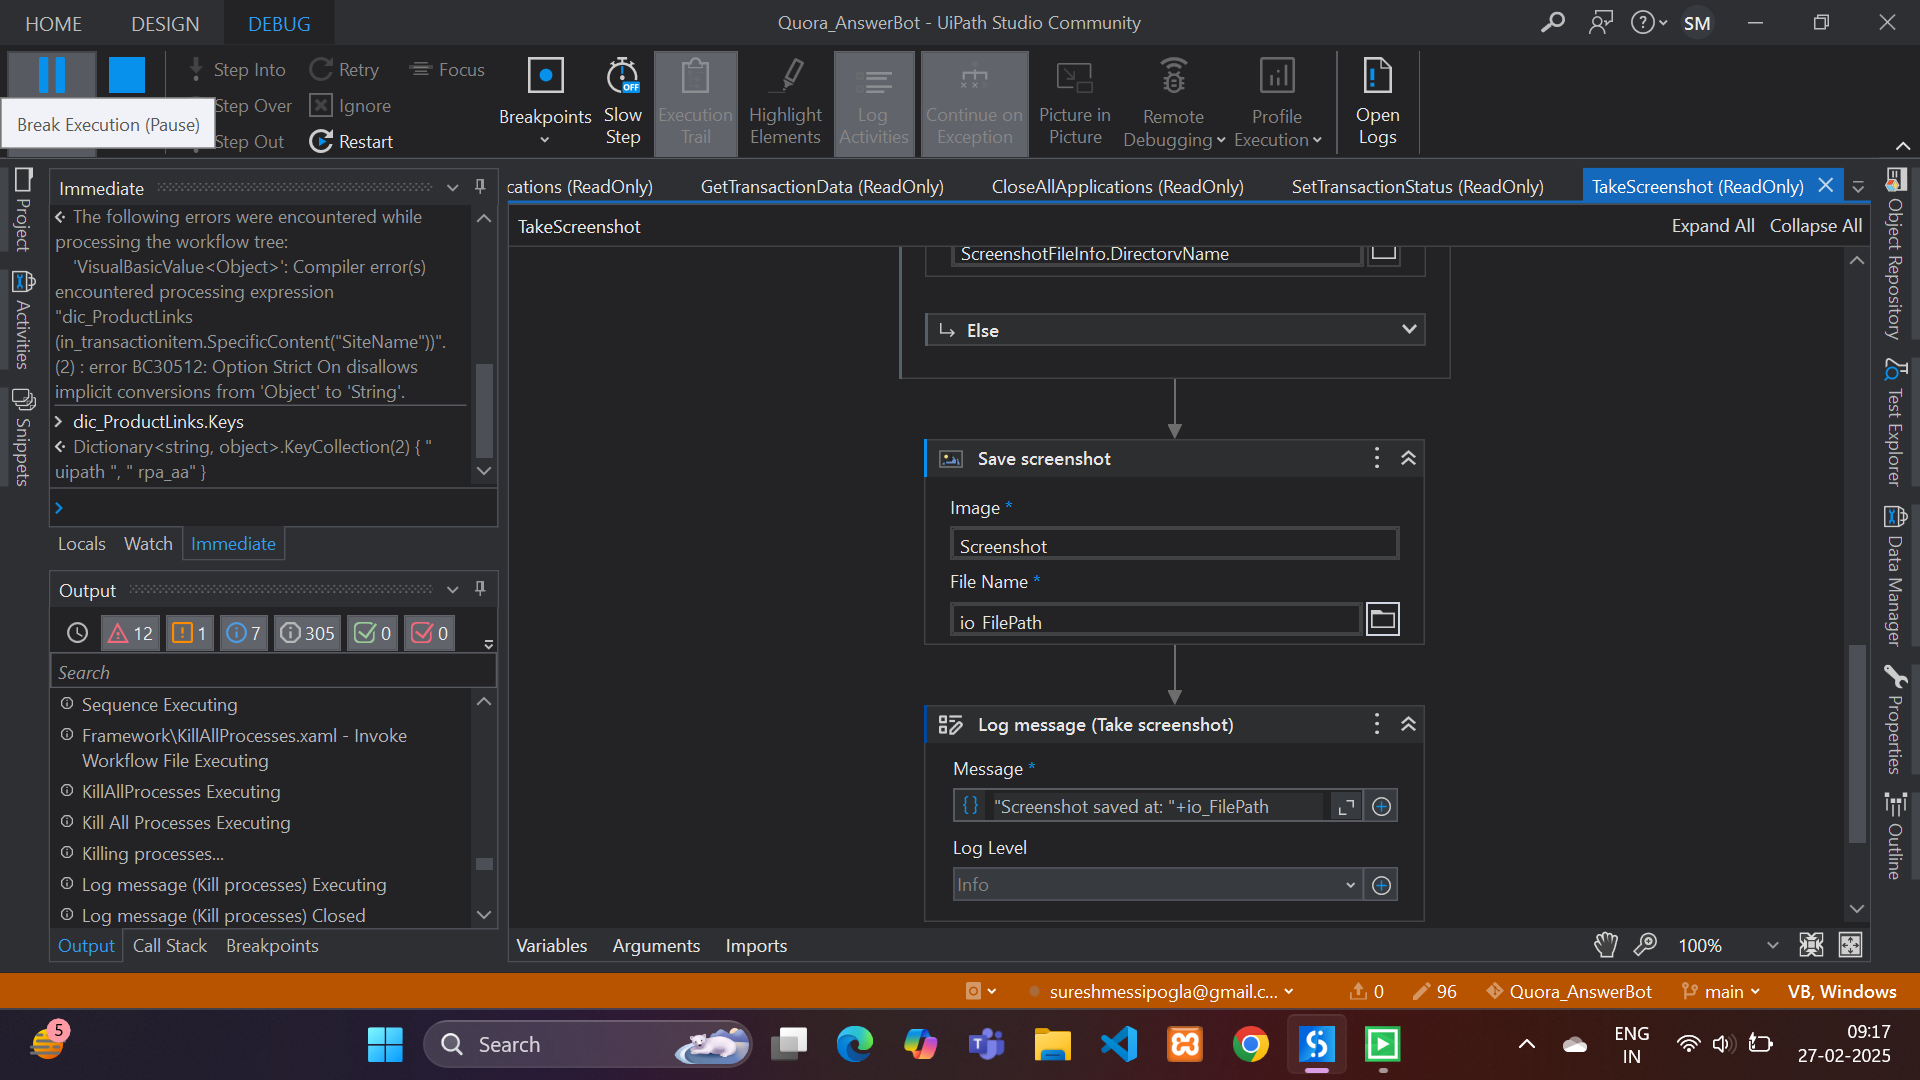 HOME
DESIGN
DEBUG
Quora_AnswerBot - UiPath Studio Community
SM
Step Into
Retry
Focus
Step Over
Ignore
Step Out
Restart
Break Execution (Pause)
Breakpoints
Slow
Step
OFF
Execution
Trail
Highlight
Elements
Log
Activities
Continue on
Exception
Picture in
Picture
Remote
Debugging
Profile
Execution
Open
Logs
Project
Activities
Snippets
Immediate
The following errors were encountered while
processing the workflow tree:
'VisualBasicValue<Object>': Compiler error(s)
encountered processing expression
"dic_ProductLinks
(in_transactionitem.SpecificContent("SiteName"))".
(2) : error BC30512: Option Strict On disallows
implicit conversions from 'Object' to 'String'.
dic_ProductLinks.Keys
Dictionary<string, object>.KeyCollection(2) { "
uipath ", " rpa_aa" }
Locals
Watch
Immediate
Output
12
1
7
305
0
0
Search
Sequence Executing
Framework\KillAllProcesses.xaml - Invoke
Workflow File Executing
KillAllProcesses Executing
Kill All Processes Executing
Killing processes...
Log message (Kill processes) Executing
Log message (Kill processes) Closed
Output
Call Stack
Breakpoints
cations (ReadOnly)
GetTransactionData (ReadOnly)
CloseAllApplications (ReadOnly)
SetTransactionStatus (ReadOnly)
TakeScreenshot (ReadOnly)
TakeScreenshot
Expand All
Collapse All
ScreenshotFileInfo.DirectoryName
Else
Save screenshot
Image *
Screenshot
File Name *
io_FilePath
Log message (Take screenshot)
Message *
"Screenshot saved at: "+io_FilePath
Log Level
Info
Variables
Arguments
Imports
100%
Object Repository
Test Explorer
Data Manager
Properties
Outline
sureshmessipogla@gmail.c...
0
96
Quora_AnswerBot
main
VB, Windows
5
Search
ENG
IN
09:17
27-02-2025